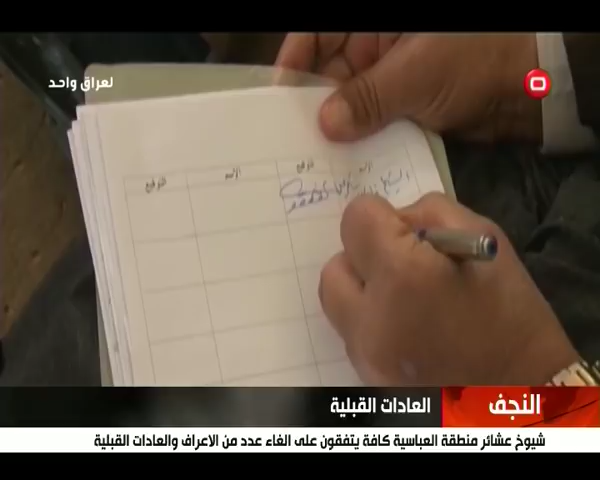 لعراق واحد
الاسم التوقيع الاسم التوقيع
الشيخ
النجف
العادات القبلية
شيوخ عشائر منطقة العباسية كافة يتفقون على الغاء عدد من الاعراف والعادات القبلية